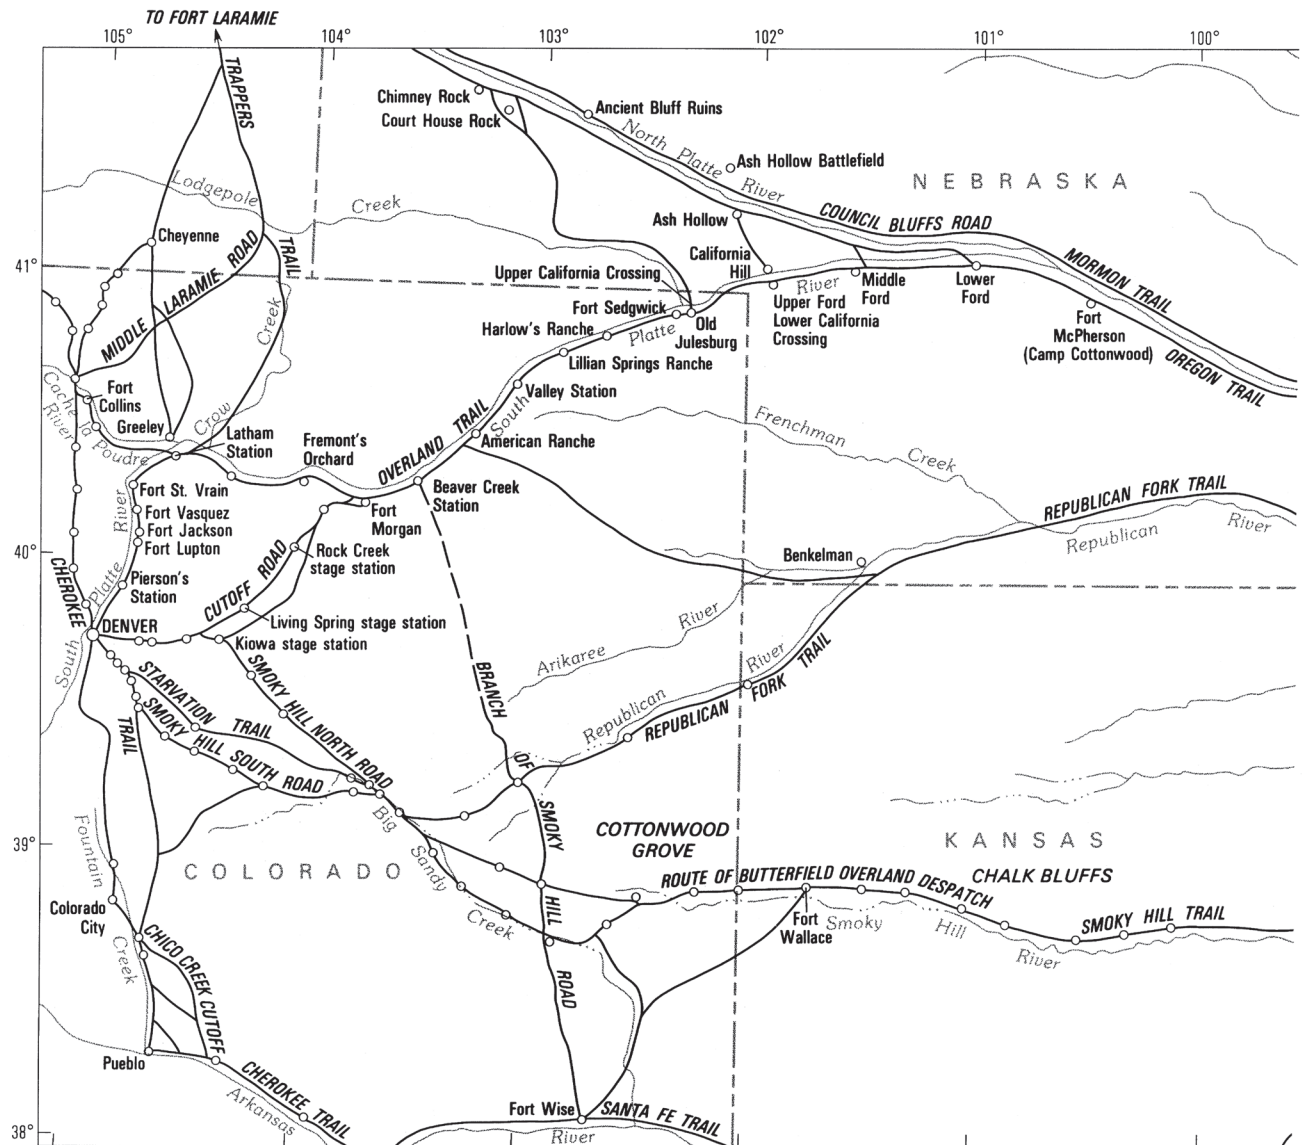 TO FORT LARAMIE
105°
104°
103°
102°
101°
100°
TRAPPERS
TRAIL
Chimney Rock
Court House Rock
Ancient Bluff Ruins
North Platte River
Ash Hollow Battlefield
NEBRASKA
Lodgepole
Creek
Ash Hollow
COUNCIL BLUFFS ROAD
Cheyenne
MIDDLE LARAMIE ROAD
California
Hill
MORMON TRAIL
41°
Upper California Crossing
River
Middle
Ford
Lower
Ford
Upper Ford
Lower California
Crossing
Fort Sedgwick
Old
Julesburg
Fort
McPherson
(Camp Cottonwood)
OREGON TRAIL
Harlow's Ranche
Platte
Lillian Springs Ranche
Creek
Crow
Valley Station
South
OVERLAND TRAIL
American Ranche
Frenchman
Creek
Cache la Poudre
River
Fort
Collins
Greeley
Latham
Station
Fremont's
Orchard
Beaver Creek
Station
Fort
Morgan
REPUBLICAN FORK TRAIL
Republican
River
Fort St. Vrain
Fort Vasquez
Fort Jackson
Fort Lupton
River
Platte
South
40°
Rock Creek
stage station
CUTOFF ROAD
Benkelman
CHEROKEE
TRAIL
Pierson's
Station
DENVER
Living Spring stage station
Kiowa stage station
Arikaree
River
River
Republican
REPUBLICAN FORK TRAIL
BRANCH OF SMOKY HILL ROAD
STARVATION TRAIL
SMOKY HILL NORTH ROAD
SMOKY HILL SOUTH ROAD
Big
Sandy
Creek
39°
Fountain
Creek
COLORADO
COTTONWOOD
GROVE
KANSAS
CHALK BLUFFS
ROUTE OF BUTTERFIELD OVERLAND DESPATCH
Fort
Wallace
Smoky
Hill
River
SMOKY HILL TRAIL
Colorado
City
CHICO CREEK CUTOFF
Pueblo
CHEROKEE TRAIL
Arkansas
Fort Wise
SANTA FE TRAIL
River
38°